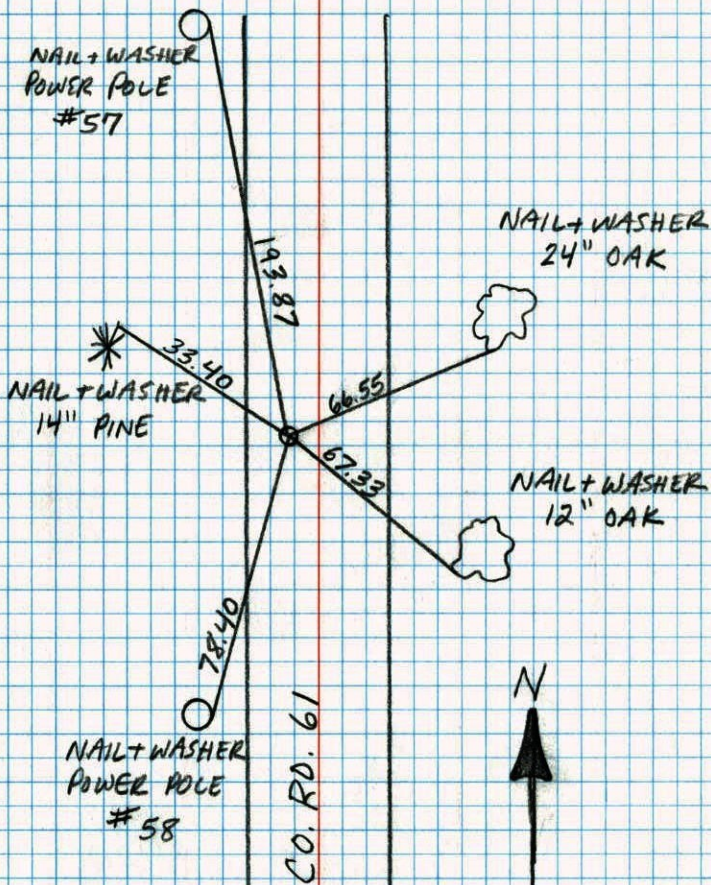 NAIL + WASHER
POWER POLE
#57
193.87
NAIL + WASHER
24" OAK
33.40
66.55
NAIL + WASHER
14" PINE
67.33
NAIL + WASHER
12" OAK
78.40
NAIL + WASHER
POWER POLE
#58
CO. RD. 61
N